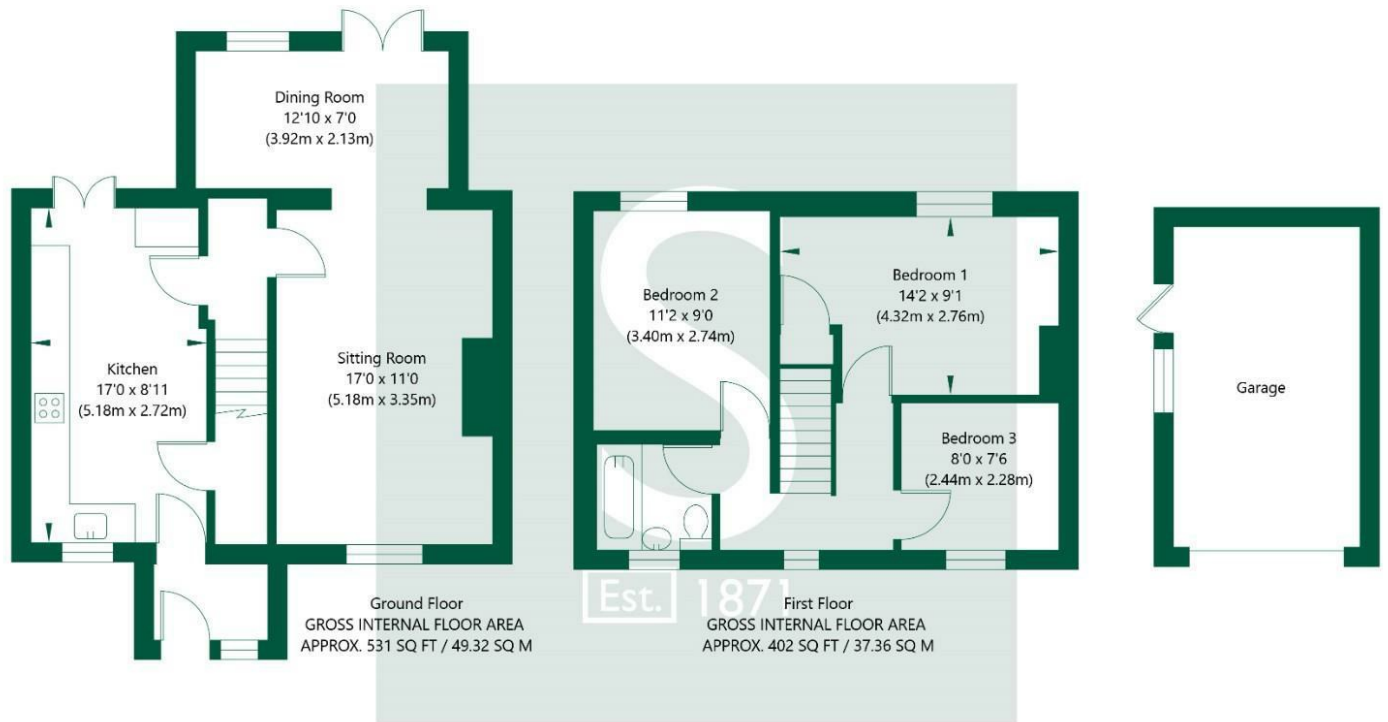 Dining Room
12'10 x 7'0
(3.92m x 2.13m)
Kitchen
17'0 x 8'11
(5.18m x 2.72m)
Sitting Room
17'0 x 11'0
(5.18m x 3.35m)
Ground Floor
GROSS INTERNAL FLOOR AREA
APPROX. 531 SQ FT / 49.32 SQ M
Bedroom 2
11'2 x 9'0
(3.40m x 2.74m)
Bedroom 1
14'2 x 9'1
(4.32m x 2.76m)
Bedroom 3
8'0 x 7'6
(2.44m x 2.28m)
First Floor
GROSS INTERNAL FLOOR AREA
APPROX. 402 SQ FT / 37.36 SQ M
Garage
S
Est. 1871